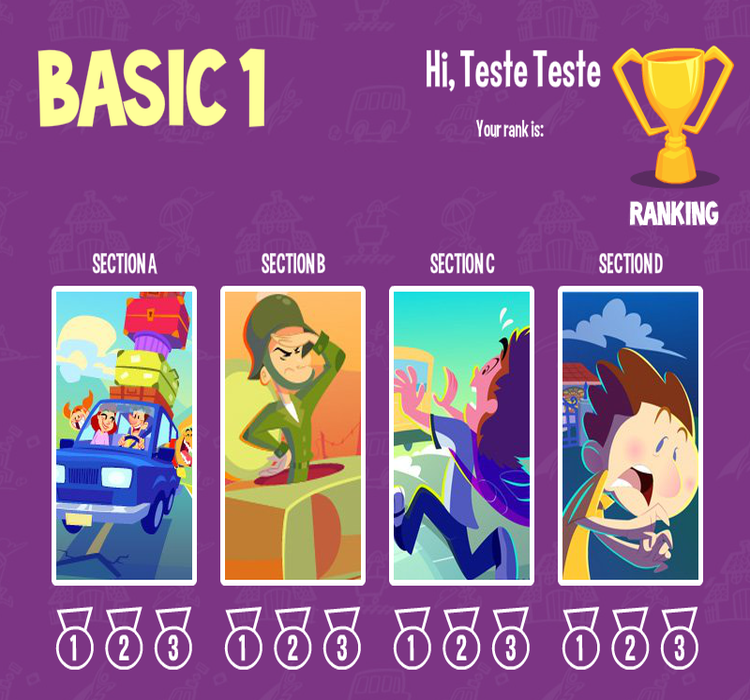 BASIC 1
Hi, Teste Teste
Your rank is:
RANKING
SECTION A
SECTION B
SECTION C
SECTION D
1 2 3
1 2 3
1 2 3
1 2 3